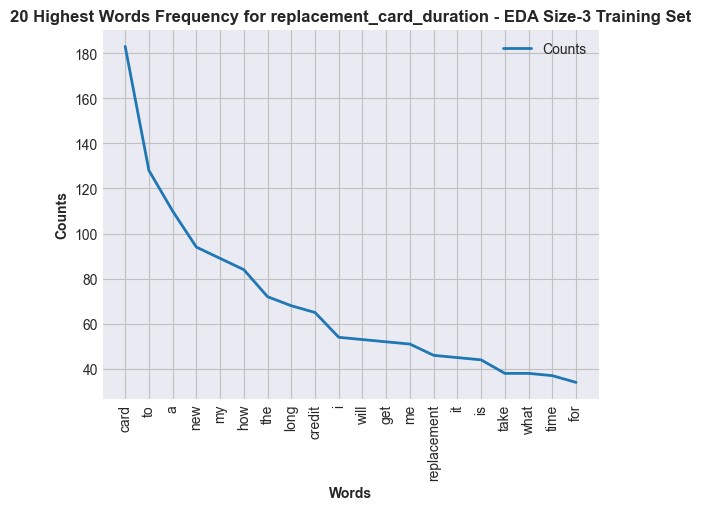 20 Highest Words Frequency for replacement_card_duration - EDA Size-3 Training Set
Counts
180
160
140
120
100
80
60
40
Counts
card
to
a
new
my
how
the
long
credit
i
will
get
me
replacement
it
is
take
what
time
for
Words